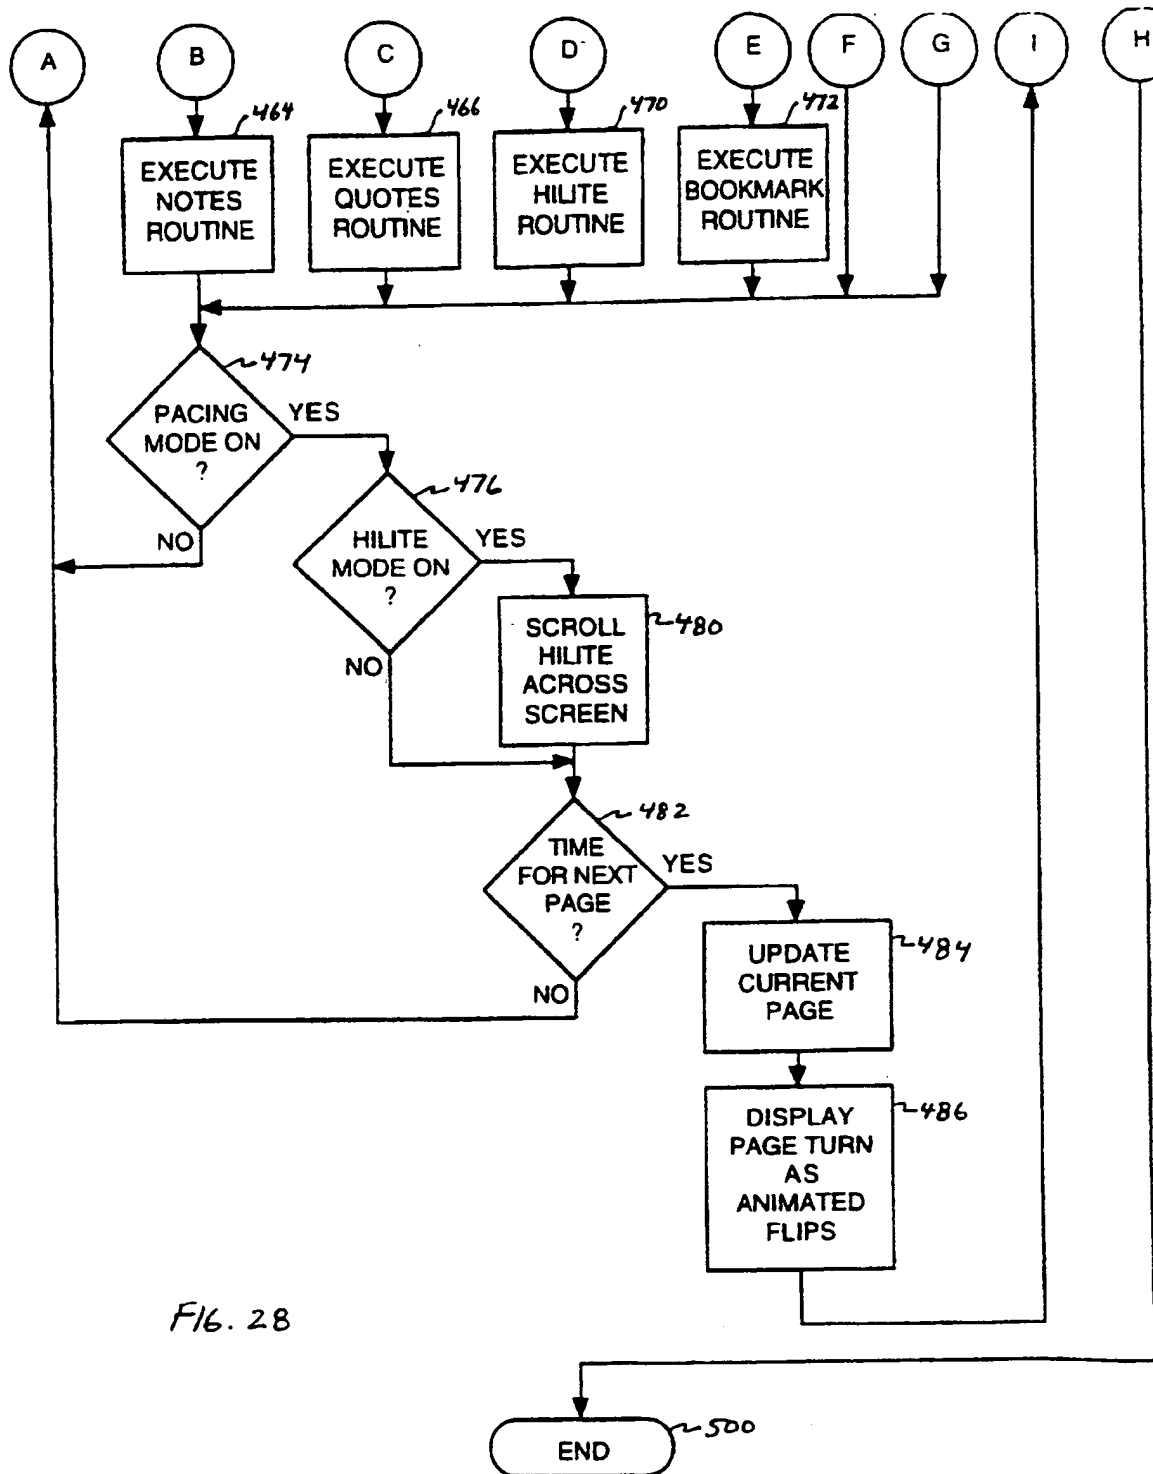 A
B
C
D
E
F
G
I
H
464
466
470
472
EXECUTE
NOTES
ROUTINE
EXECUTE
QUOTES
ROUTINE
EXECUTE
HILITE
ROUTINE
EXECUTE
BOOKMARK
ROUTINE
474
PACING
MODE ON
?
YES
NO
476
HILITE
MODE ON
?
YES
NO
480
SCROLL
HILITE
ACROSS
SCREEN
482
TIME
FOR NEXT
PAGE
?
YES
NO
484
UPDATE
CURRENT
PAGE
486
DISPLAY
PAGE TURN
AS
ANIMATED
FLIPS
FIG. 28
500
END